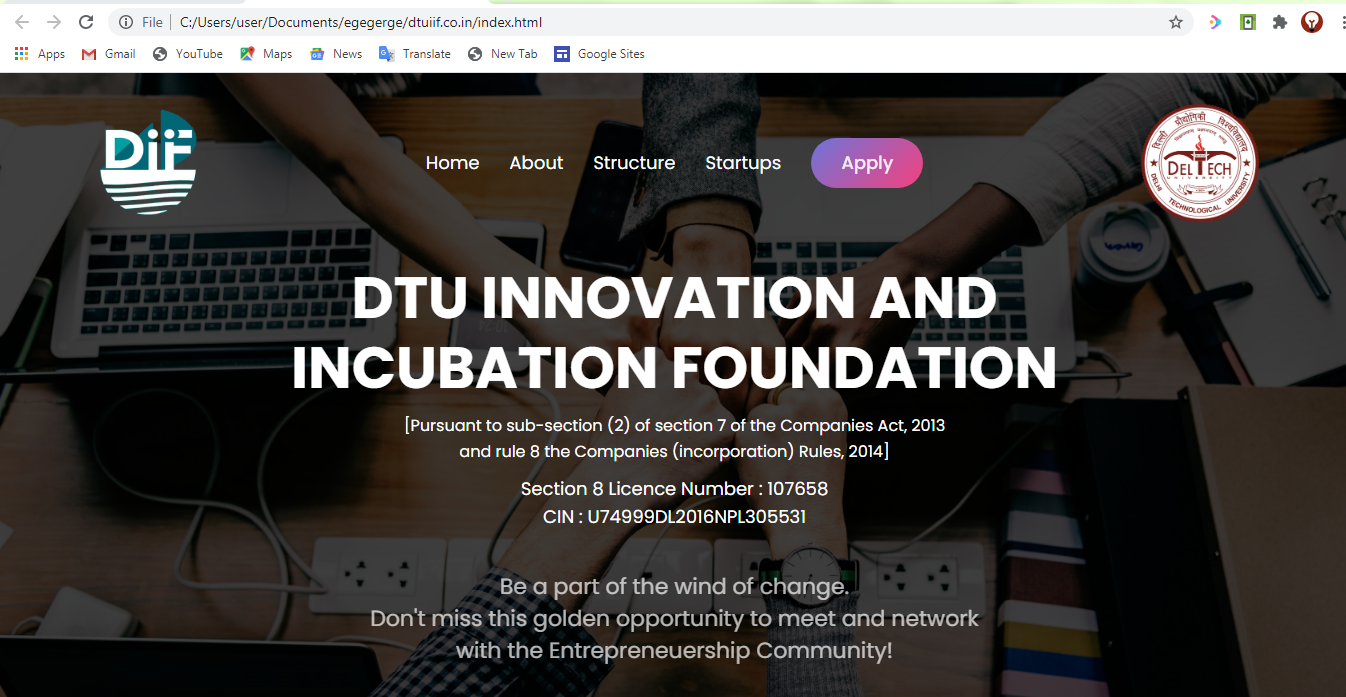 File
C:/Users/user/Documents/egegerge/dtuiif.co.in/index.html
Apps
Gmail
YouTube
Maps
News
Translate
New Tab
Google Sites
DiiF
Home
About
Structure
Startups
Apply
दिल्ली प्रौद्योगिकी विश्वविद्यालय
DELTECH
UNIVERSITY
DELHI TECHNOLOGICAL UNIVERSITY
DTU INNOVATION AND
INCUBATION FOUNDATION
[Pursuant to sub-section (2) of section 7 of the Companies Act, 2013
and rule 8 the Companies (incorporation) Rules, 2014]
Section 8 Licence Number : 107658
CIN : U74999DL2016NPL305531
Be a part of the wind of change.
Don't miss this golden opportunity to meet and network
with the Entrepreneuership Community!